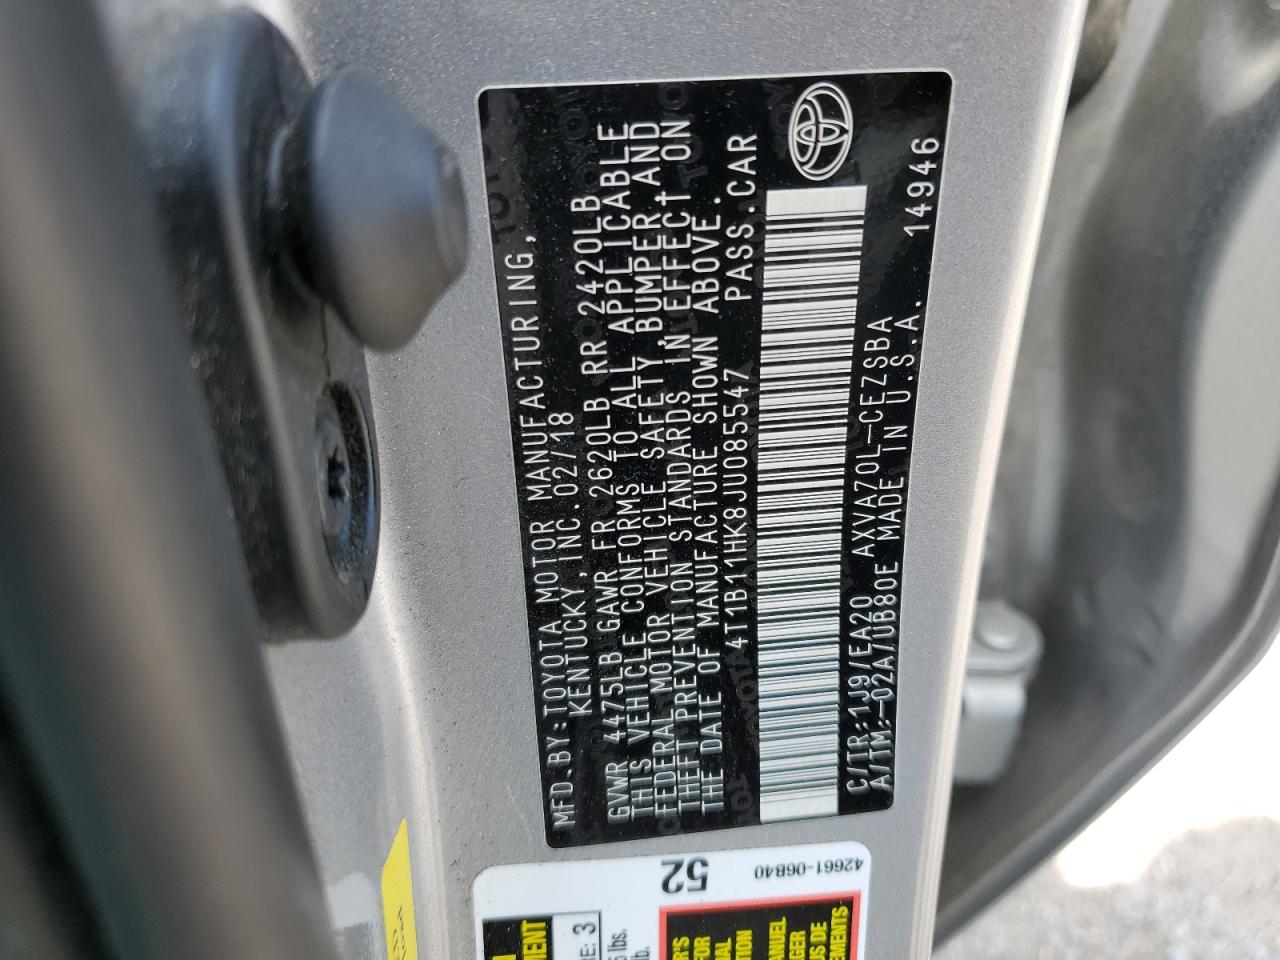 MFD.BY:TOYOTA MOTOR MANUFACTURING,
KENTUCKY,INC.02/18
GVWR 4475LB GAWR FR 2620LB RR 2420LB
THIS VEHICLE CONFORMS TO ALL APPLICABLE
FEDERAL MOTOR VEHICLE SAFETY,BUMPER AND
THEFT PREVENTION STANDARDS IN EFFECT ON
THE DATE OF MANUFACTURE SHOWN ABOVE.
4T1B11HK8JU085547 PASS.CAR
C/TR:1J9/EA20 AXVA70L-CEZSBA
A/TM:-02A/UB80E MADE IN U.S.A. 14946
52
42661-06B40